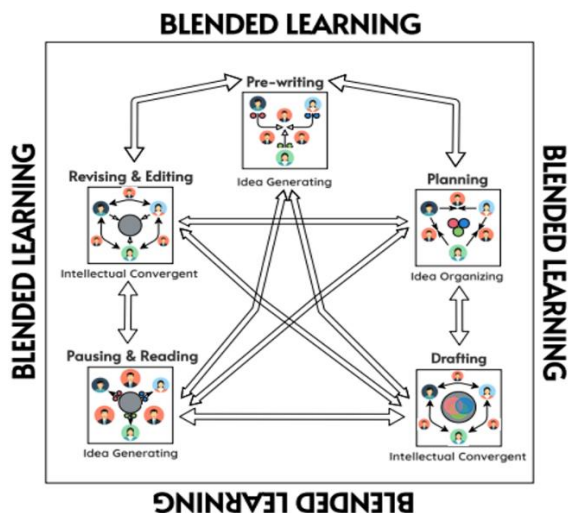 BLENDED LEARNING
Pre-writing
Idea Generating
Revising & Editing
Intellectual Convergent
Planning
Idea Organizing
BLENDED LEARNING
BLENDED LEARNING
Pausing & Reading
Idea Generating
Drafting
Intellectual Convergent
BLENDED LEARNING